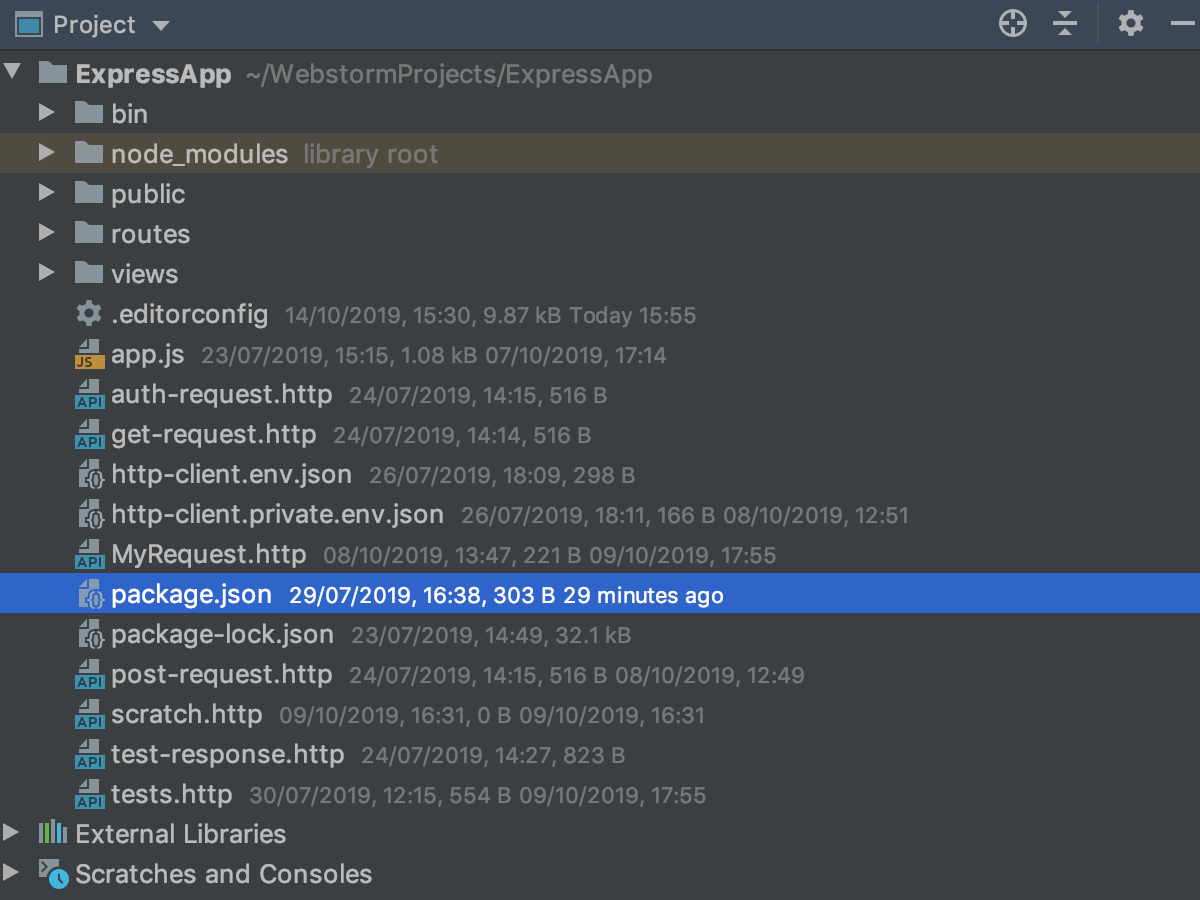 Project
ExpressApp ~/WebstormProjects/ExpressApp
bin
node_modules library root
public
routes
views
.editorconfig 14/10/2019, 15:30, 9.87 kB Today 15:55
JS app.js 23/07/2019, 15:15, 1.08 kB 07/10/2019, 17:14
API auth-request.http 24/07/2019, 14:15, 516 B
API get-request.http 24/07/2019, 14:14, 516 B
http-client.env.json 26/07/2019, 18:09, 298 B
http-client.private.env.json 26/07/2019, 18:11, 166 B 08/10/2019, 12:51
API MyRequest.http 08/10/2019, 13:47, 221 B 09/10/2019, 17:55
package.json 29/07/2019, 16:38, 303 B 29 minutes ago
package-lock.json 23/07/2019, 14:49, 32.1 kB
API post-request.http 24/07/2019, 14:15, 516 B 08/10/2019, 12:49
API scratch.http 09/10/2019, 16:31, 0 B 09/10/2019, 16:31
API test-response.http 24/07/2019, 14:27, 823 B
API tests.http 30/07/2019, 12:15, 554 B 09/10/2019, 17:55
External Libraries
Scratches and Consoles